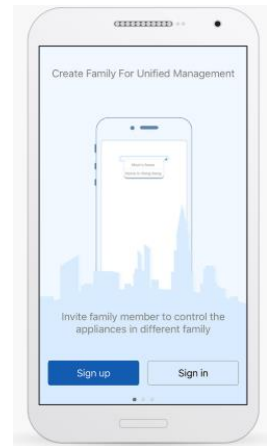 Create Family For Unified Management
Invite family member to control the
appliances in different family
Sign up
Sign in